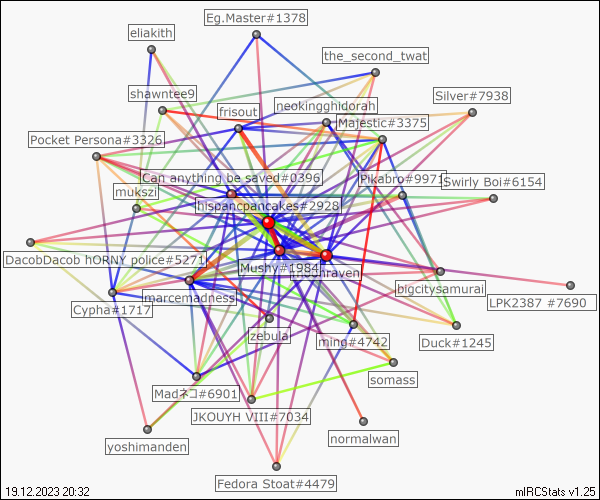 Eg.Master#1378
eliakith
the_second_twat
shawntee9
Silver#7938
frisout
neokingghidorah
Majestic#3375
Pocket Persona#3326
Can anything be saved#0396
Pikabro#9971
Swirly Boi#6154
mukszi
hispancpancakes#2928
DacobDacob hORNY police#5271
Mushy#1984
moonraven
bigcitysamurai
marcemadness
LPK2387 #7690
Cypha#1717
zebula
ming#4742
Duck#1245
somass
Madネコ#6901
JKOUYH VIII#7034
normalwan
yoshimanden
Fedora Stoat#4479
19.12.2023 20:32
mIRCStats v1.25